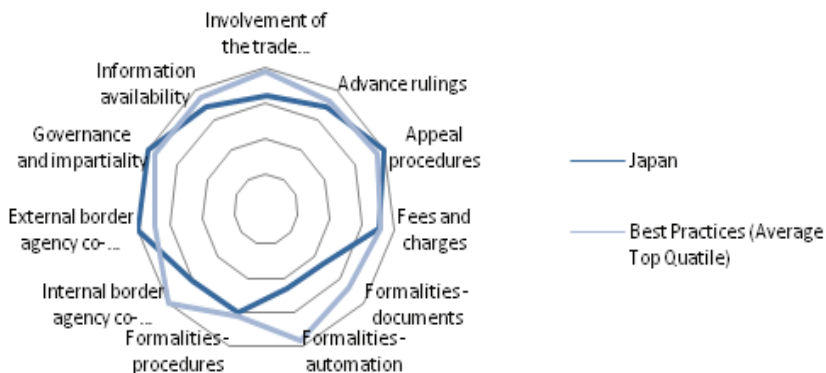 Involvement of
the trade...
Advance rulings
Appeal
procedures
Fees and
charges
Formalities-
documents
Formalities-
automation
Formalities-
procedures
Internal border
agency co-...
External border
agency co-...
Governance
and impartiality
Information
availability
Japan
Best Practices (Average
Top Quatile)